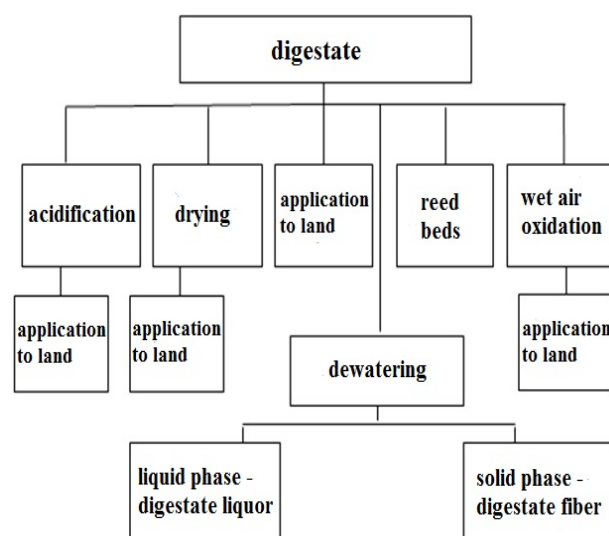 digestate
acidification
drying
application
to land
reed
beds
wet air
oxidation
application
to land
application
to land
dewatering
application
to land
liquid phase -
digestate liquor
solid phase -
digestate fiber